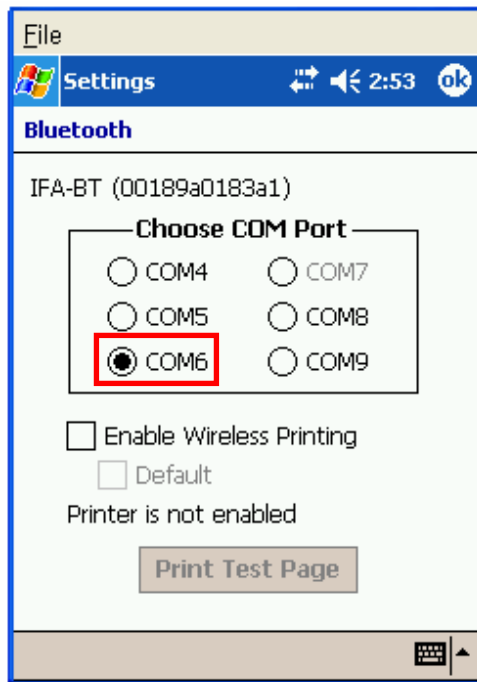 File
Settings 2:53 ok
Bluetooth
IFA-BT (00189a0183a1)
Choose COM Port
COM4 COM7
COM5 COM8
COM6 COM9
Enable Wireless Printing
Default
Printer is not enabled
Print Test Page